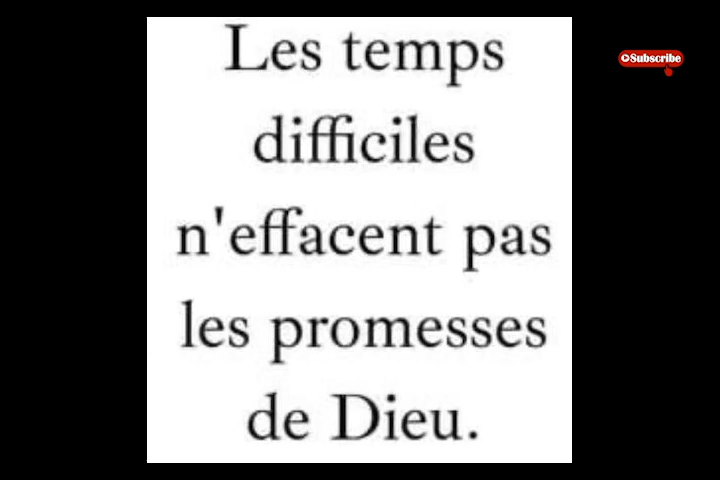 Les temps
difficiles
n'effacent pas
les promesses
de Dieu.
Subscribe